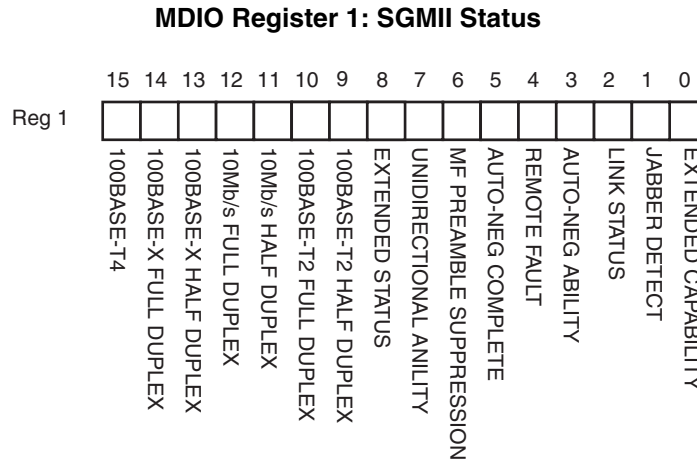 MDIO Register 1: SGMII Status
15 14 13 12 11 10 9 8 7 6 5 4 3 2 1 0
Reg 1
100BASE-T4
100BASE-X FULL DUPLEX
100BASE-X HALF DUPLEX
10Mb/s FULL DUPLEX
10Mb/s HALF DUPLEX
100BASE-T2 FULL DUPLEX
100BASE-T2 HALF DUPLEX
EXTENDED STATUS
UNIDIRECTIONAL ANILITY
MF PREAMBLE SUPPRESSION
AUTO-NEG COMPLETE
REMOTE FAULT
AUTO-NEG ABILITY
LINK STATUS
JABBER DETECT
EXTENDED CAPABILITY